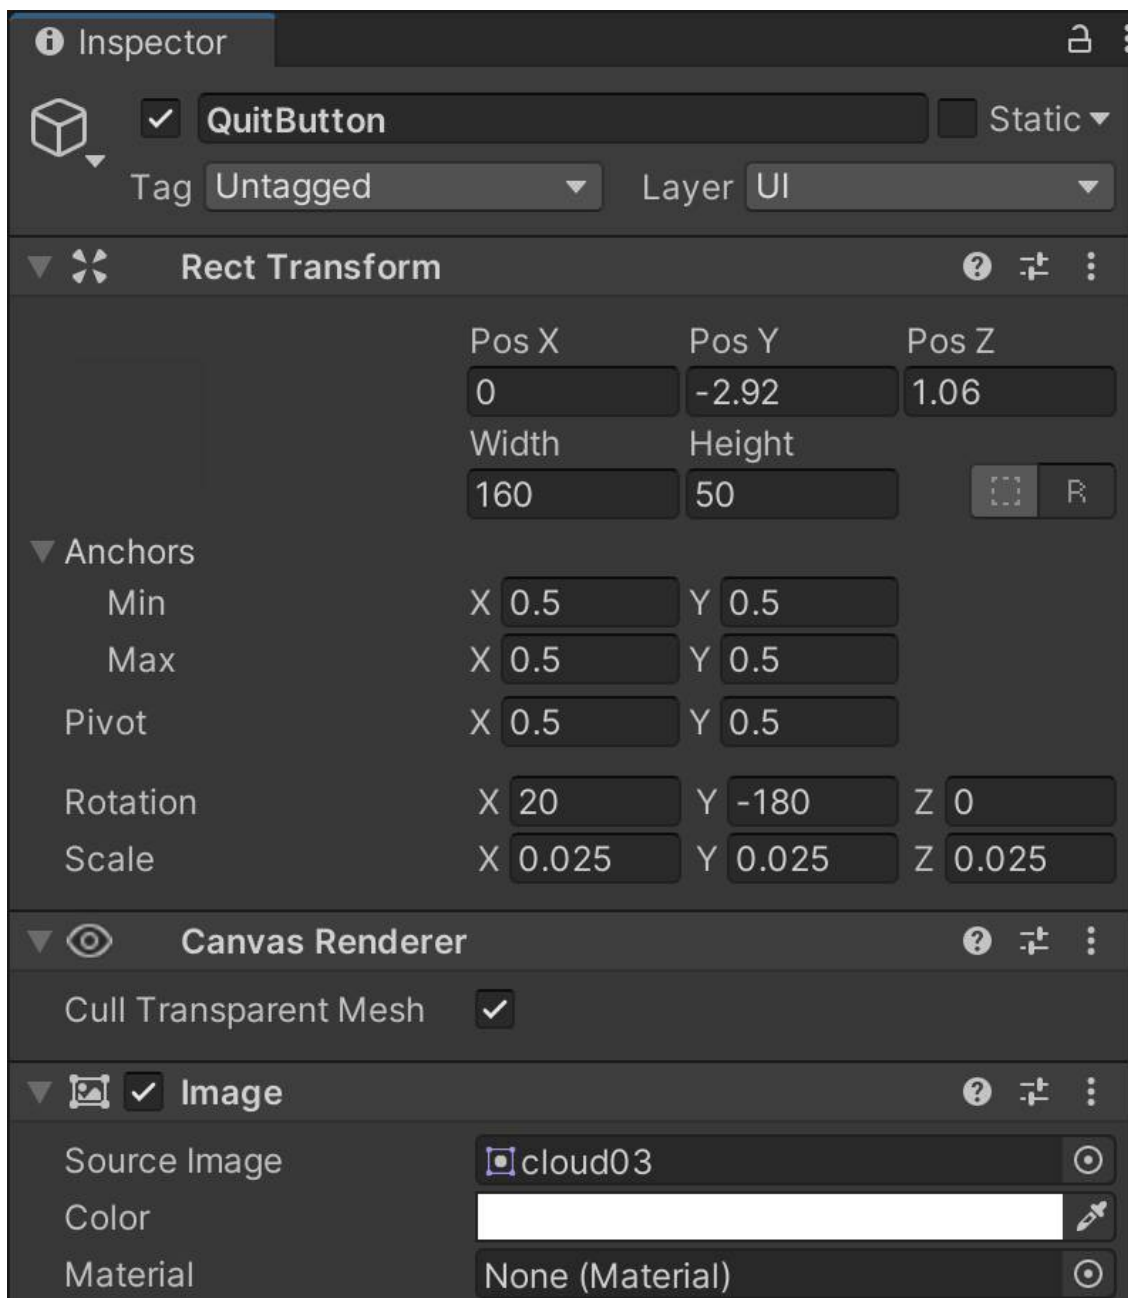 Inspector
QuitButton Static
Tag Untagged Layer UI
Rect Transform
Pos X Pos Y Pos Z
0 -2.92 1.06
Width Height
160 50 R
Anchors
Min X 0.5 Y 0.5
Max X 0.5 Y 0.5
Pivot X 0.5 Y 0.5
Rotation X 20 Y -180 Z 0
Scale X 0.025 Y 0.025 Z 0.025
Canvas Renderer
Cull Transparent Mesh
Image
Source Image cloud03
Color
Material None (Material)